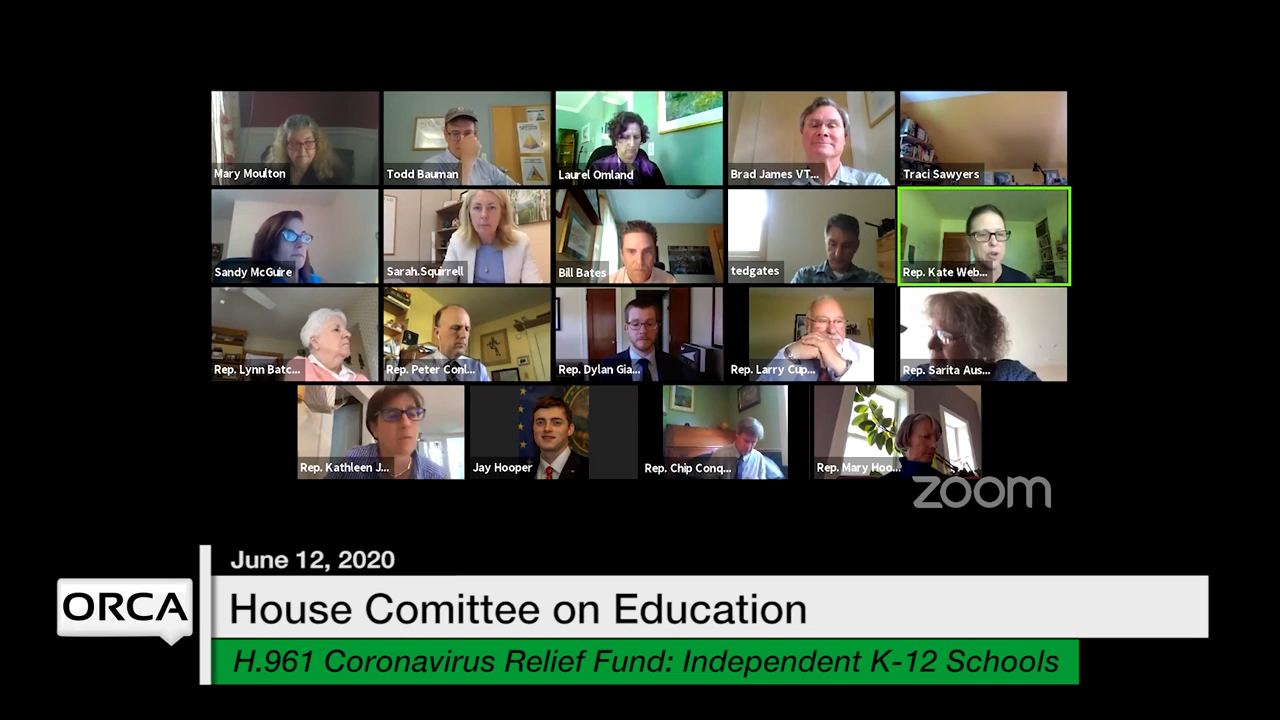 Mary Moulton
Todd Bauman
Laurel Omland
Brad James VT...
Traci Sawyers
Sandy McGuire
Sarah.Squirrell
Bill Bates
tedgates
Rep. Kate Web...
Rep. Lynn Batc...
Rep. Peter Conl...
Rep. Dylan Gia...
Rep. Larry Cup...
Rep. Sarita Aus...
Rep. Kathleen J...
Jay Hooper
Rep. Chip Conq...
Rep. Mary Hoo...
zoom
June 12, 2020
ORCA
House Comittee on Education
H.961 Coronavirus Relief Fund: Independent K-12 Schools